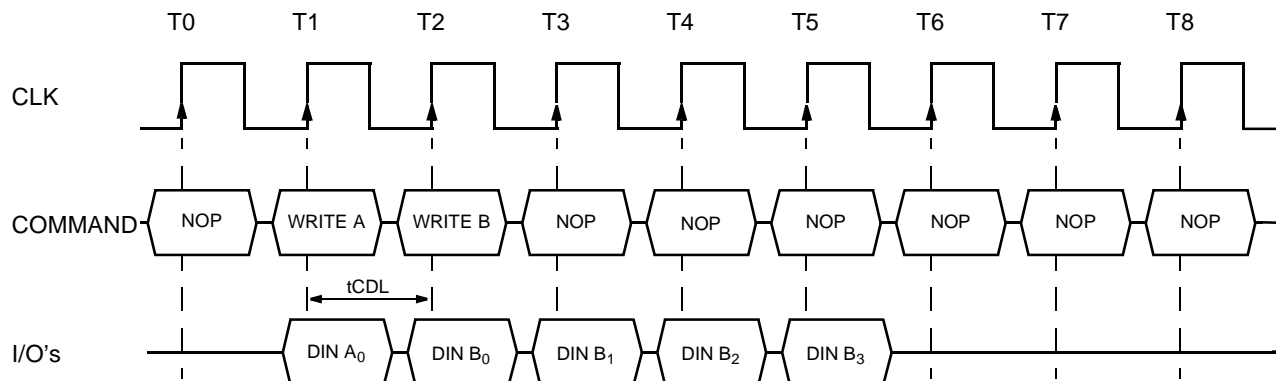 T0 T1 T2 T3 T4 T5 T6 T7 T8
CLK
COMMAND NOP WRITE A WRITE B NOP NOP NOP NOP NOP NOP
tCDL
I/O's DIN A₀ DIN B₀ DIN B₁ DIN B₂ DIN B₃